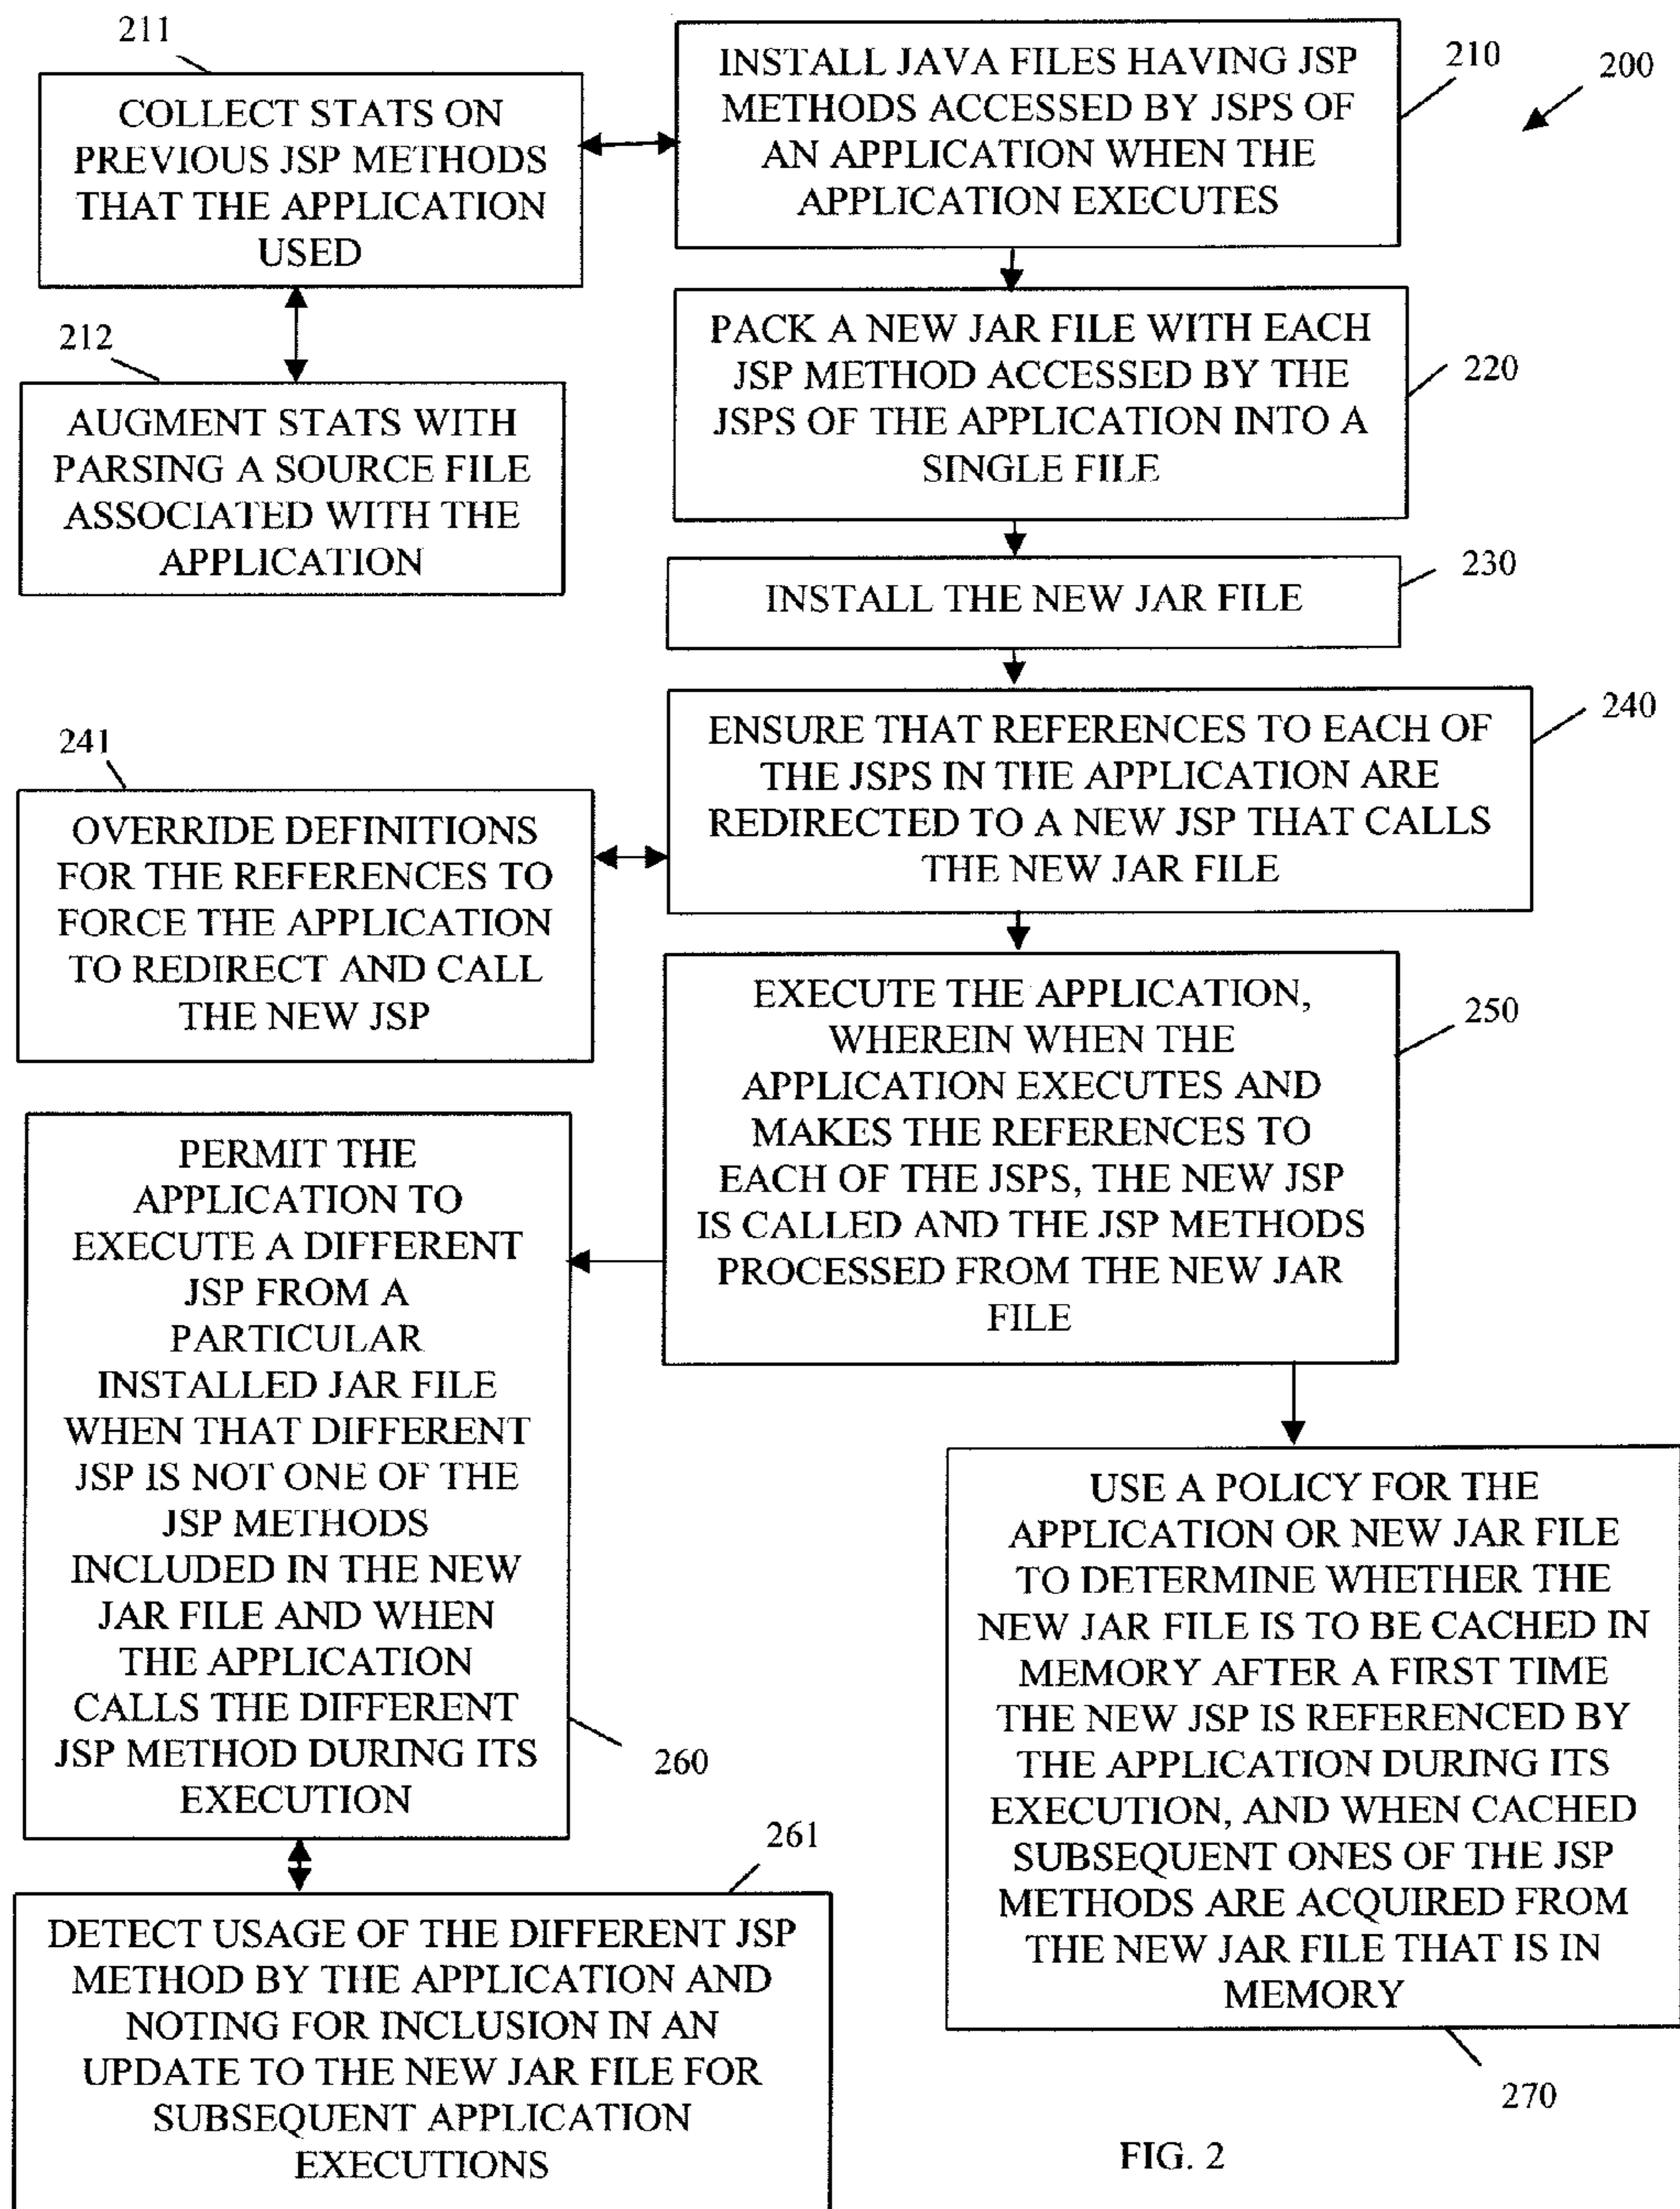 211
COLLECT STATS ON
PREVIOUS JSP METHODS
THAT THE APPLICATION
USED
INSTALL JAVA FILES HAVING JSP
METHODS ACCESSED BY JSPS OF
AN APPLICATION WHEN THE
APPLICATION EXECUTES
210
200
212
AUGMENT STATS WITH
PARSING A SOURCE FILE
ASSOCIATED WITH THE
APPLICATION
PACK A NEW JAR FILE WITH EACH
JSP METHOD ACCESSED BY THE
JSPS OF THE APPLICATION INTO A
SINGLE FILE
220
INSTALL THE NEW JAR FILE
230
ENSURE THAT REFERENCES TO EACH OF
THE JSPS IN THE APPLICATION ARE
REDIRECTED TO A NEW JSP THAT CALLS
THE NEW JAR FILE
240
241
OVERRIDE DEFINITIONS
FOR THE REFERENCES TO
FORCE THE APPLICATION
TO REDIRECT AND CALL
THE NEW JSP
EXECUTE THE APPLICATION,
WHEREIN WHEN THE
APPLICATION EXECUTES AND
MAKES THE REFERENCES TO
EACH OF THE JSPS, THE NEW JSP
IS CALLED AND THE JSP METHODS
PROCESSED FROM THE NEW JAR
FILE
250
PERMIT THE
APPLICATION TO
EXECUTE A DIFFERENT
JSP FROM A
PARTICULAR
INSTALLED JAR FILE
WHEN THAT DIFFERENT
JSP IS NOT ONE OF THE
JSP METHODS
INCLUDED IN THE NEW
JAR FILE AND WHEN
THE APPLICATION
CALLS THE DIFFERENT
JSP METHOD DURING ITS
EXECUTION
260
261
DETECT USAGE OF THE DIFFERENT JSP
METHOD BY THE APPLICATION AND
NOTING FOR INCLUSION IN AN
UPDATE TO THE NEW JAR FILE FOR
SUBSEQUENT APPLICATION
EXECUTIONS
USE A POLICY FOR THE
APPLICATION OR NEW JAR FILE
TO DETERMINE WHETHER THE
NEW JAR FILE IS TO BE CACHED IN
MEMORY AFTER A FIRST TIME
THE NEW JSP IS REFERENCED BY
THE APPLICATION DURING ITS
EXECUTION, AND WHEN CACHED
SUBSEQUENT ONES OF THE JSP
METHODS ARE ACQUIRED FROM
THE NEW JAR FILE THAT IS IN
MEMORY
270
FIG. 2